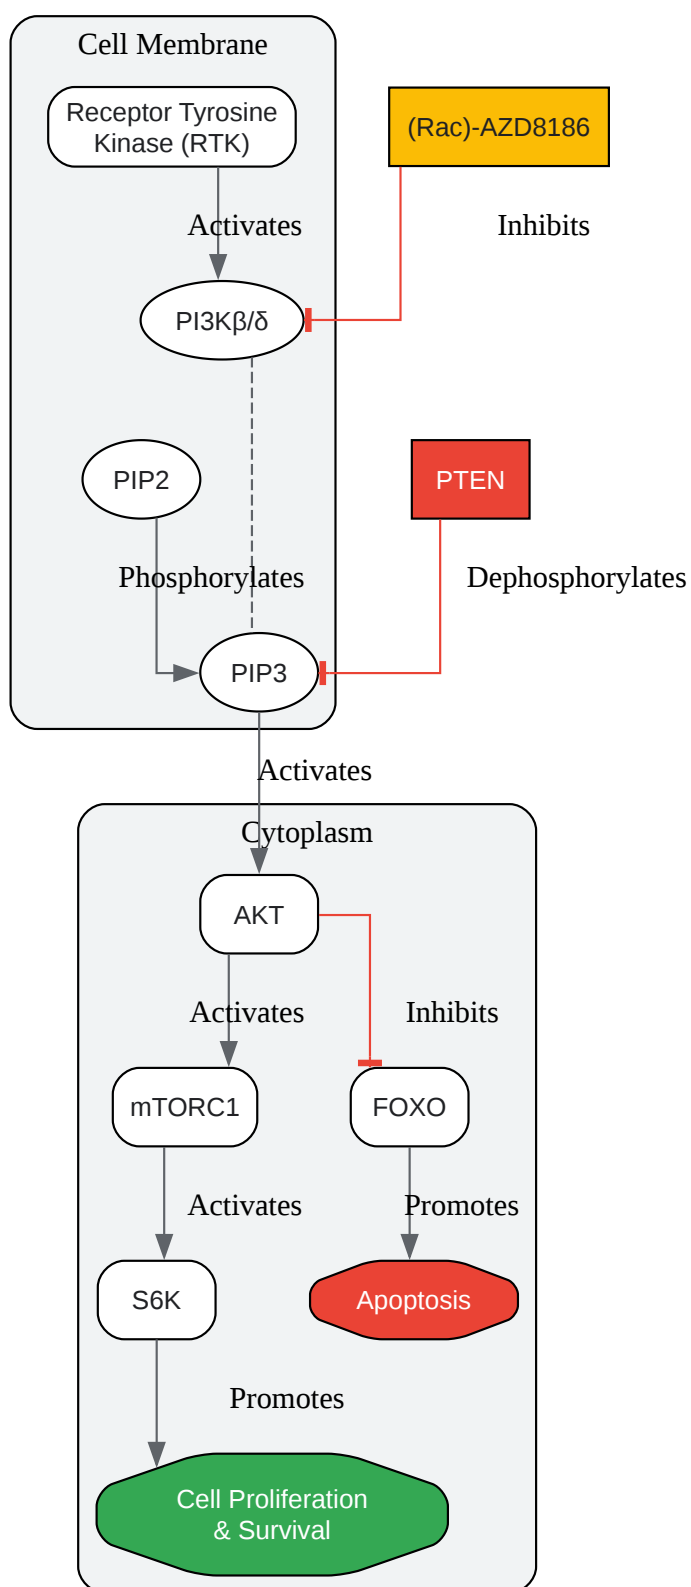 Cell Membrane
Receptor Tyrosine
Kinase (RTK)
(Rac)-AZD8186
Activates
Inhibits
PI3Kβ/δ
PIP2
PTEN
Phosphorylates
Dephosphorylates
PIP3
Activates
Cytoplasm
AKT
Activates
Inhibits
mTORC1
FOXO
Activates
Promotes
S6K
Apoptosis
Promotes
Cell Proliferation
& Survival